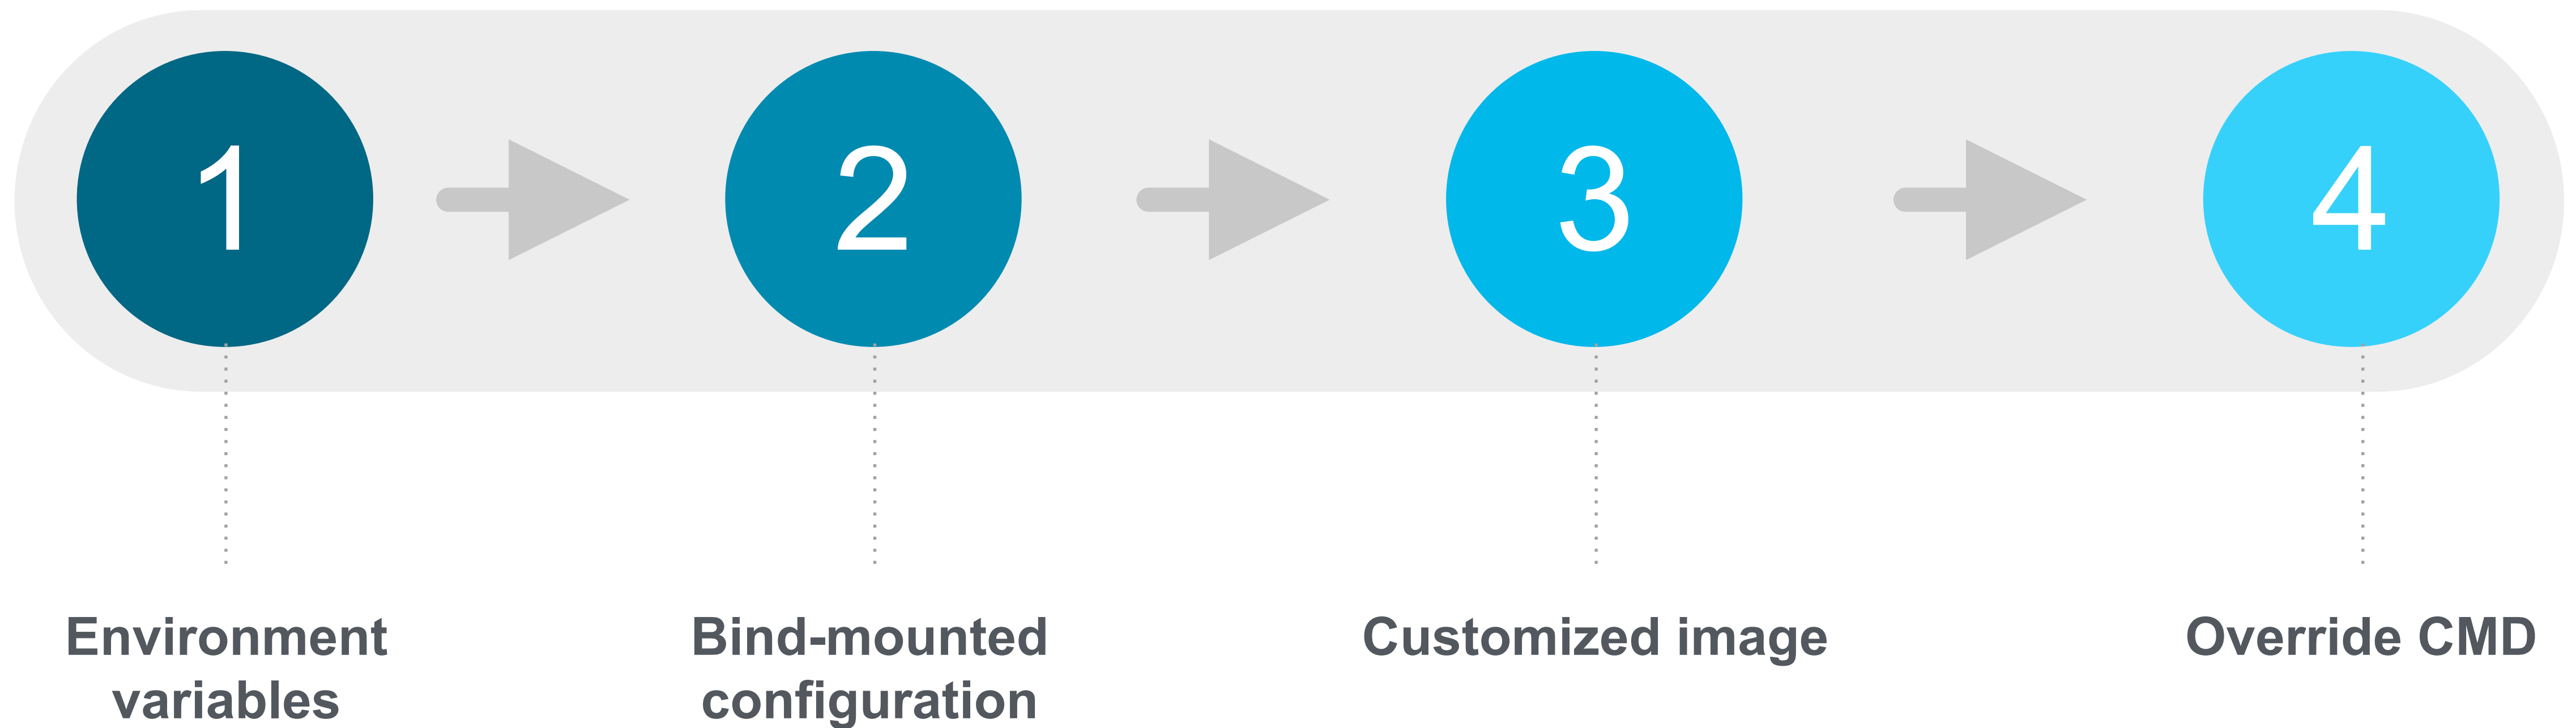 1
2
3
4
Environment
variables
Bind-mounted
configuration
Customized image
Override CMD